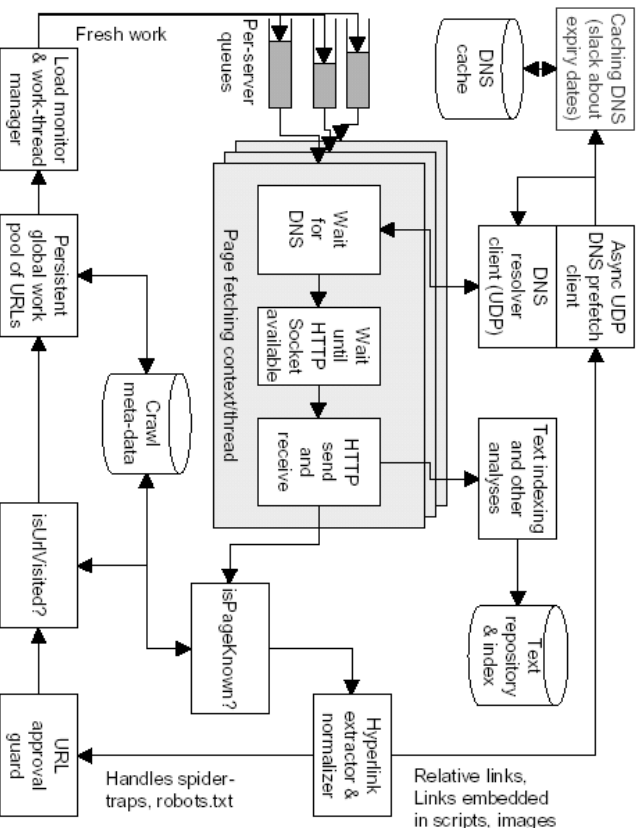 Caching DNS
(slack about
expiry dates)
DNS
cache
Async UDP
DNS prefetch
client
DNS
resolver
client (UDP)
Per-server
queues
Fresh work
Load monitor
& work-thread
manager
Wait
for
DNS
Wait
until
HTTP
Socket
available
HTTP
send
and
receive
Page fetching context/thread
Text indexing
and other
analyses
Text
repository
& index
Persistent
global work
pool of URLs
Crawl
meta-data
isUrlVisited?
isPageKnown?
Hyperlink
extractor &
normalizer
URL
approval
guard
Handles spider-
traps, robots.txt
Relative links,
Links embedded
in scripts, images